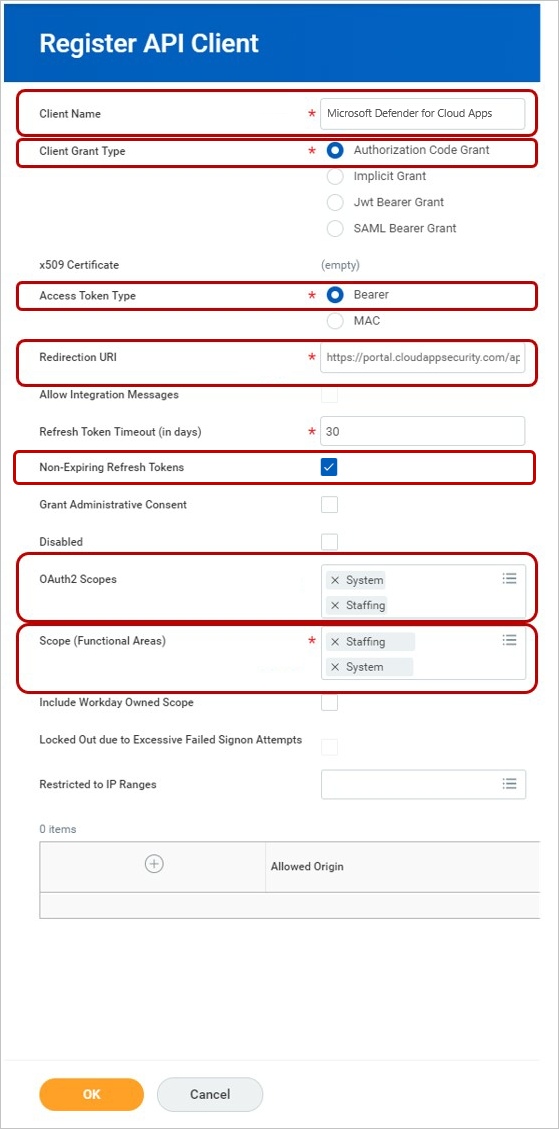 Register API Client
Client Name * Microsoft Defender for Cloud Apps
Client Grant Type * Authorization Code Grant
Implicit Grant
Jwt Bearer Grant
SAML Bearer Grant
x509 Certificate (empty)
Access Token Type * Bearer
MAC
Redirection URI * https://portal.cloudappsecurity.com/ap
Allow Integration Messages
Refresh Token Timeout (in days) * 30
Non-Expiring Refresh Tokens
Grant Administrative Consent
Disabled
OAuth2 Scopes × System
× Staffing
Scope (Functional Areas) * × Staffing
× System
Include Workday Owned Scope
Locked Out due to Excessive Failed Signon Attempts
Restricted to IP Ranges
0 items
Allowed Origin
OK Cancel